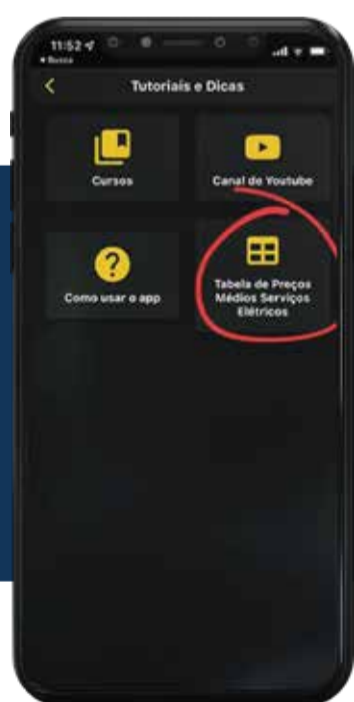 11:52
Busca
Tutoriais e Dicas
Cursos
Canal de Youtube
Como usar o app
Tabela de Preços
Médios Serviços
Elétricos